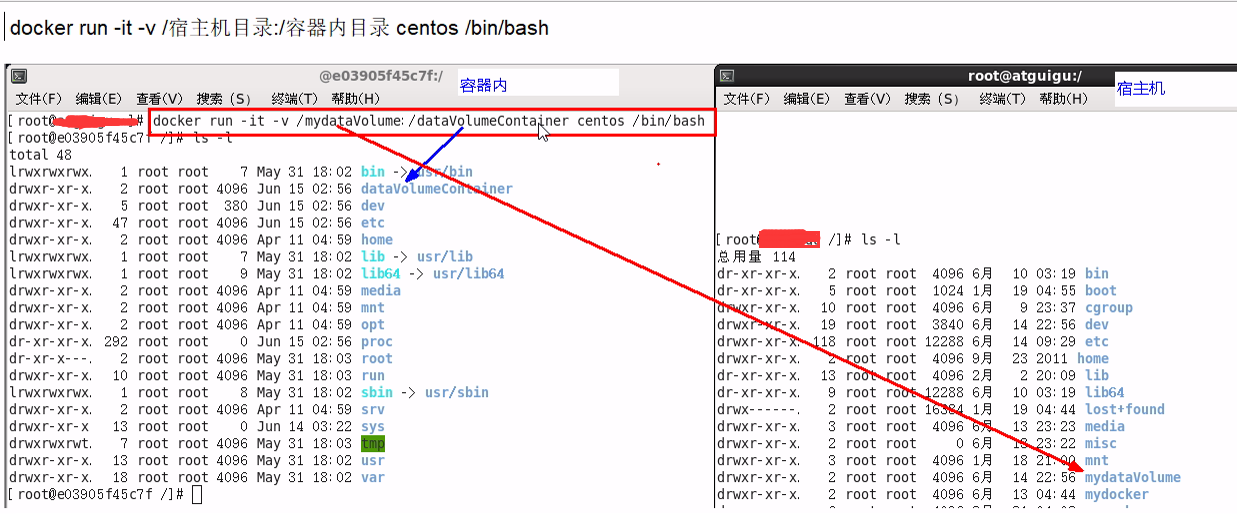 docker run -it -v /宿主机目录:/容器内目录 centos /bin/bash
@e03905f45c7f:/
容器内
文件(F) 编辑(E) 查看(V) 搜索 (S) 终端(T) 帮助(H)
[root@ ]# docker run -it -v /mydataVolume:/dataVolumeContainer centos /bin/bash
[root@e03905f45c7f /]# ls -l
total 48
lrwxrwxrwx. 1 root root 7 May 31 18:02 bin -> usr/bin
drwxr-xr-x. 2 root root 4096 Jun 15 02:56 dataVolumeContainer
drwxr-xr-x. 5 root root 380 Jun 15 02:56 dev
drwxr-xr-x. 47 root root 4096 Jun 15 02:56 etc
drwxr-xr-x. 2 root root 4096 Apr 11 04:59 home
lrwxrwxrwx. 1 root root 7 May 31 18:02 lib -> usr/lib
lrwxrwxrwx. 1 root root 9 May 31 18:02 lib64 -> usr/lib64
drwxr-xr-x. 2 root root 4096 Apr 11 04:59 media
drwxr-xr-x. 2 root root 4096 Apr 11 04:59 mnt
drwxr-xr-x. 2 root root 4096 Apr 11 04:59 opt
dr-xr-xr-x. 292 root root 0 Jun 15 02:56 proc
dr-xr-x---. 2 root root 4096 May 31 18:03 root
drwxr-xr-x. 10 root root 4096 May 31 18:03 run
lrwxrwxrwx. 1 root root 8 May 31 18:02 sbin -> usr/sbin
drwxr-xr-x. 2 root root 4096 Apr 11 04:59 srv
dr-xr-xr-x 13 root root 0 Jun 14 03:22 sys
drwxrwxrwt. 7 root root 4096 May 31 18:03 tmp
drwxr-xr-x. 13 root root 4096 May 31 18:02 usr
drwxr-xr-x. 18 root root 4096 May 31 18:02 var
[root@e03905f45c7f /]#
root@atguigu:/
宿主机
文件(F) 编辑(E) 查看(V) 搜索 (S) 终端(T) 帮助(H)
[root@ /]# ls -l
总用量 114
dr-xr-xr-x. 2 root root 4096 6月 10 03:19 bin
dr-xr-xr-x. 5 root root 1024 1月 19 04:55 boot
drwxr-xr-x. 10 root root 4096 6月 9 23:37 cgroup
drwxr-xr-x. 19 root root 3840 6月 14 22:56 dev
drwxr-xr-x. 118 root root 12288 6月 14 09:29 etc
drwxr-xr-x. 2 root root 4096 9月 23 2011 home
dr-xr-xr-x. 13 root root 4096 2月 2 20:09 lib
dr-xr-xr-x. 9 root root 12288 6月 10 03:19 lib64
drwx------. 2 root root 16384 1月 19 04:44 lost+found
drwxr-xr-x. 3 root root 4096 6月 13 23:23 media
drwxr-xr-x. 2 root root 0 6月 13 23:22 misc
drwxr-xr-x. 3 root root 4096 1月 18 21:00 mnt
drwxr-xr-x. 2 root root 4096 6月 14 22:56 mydataVolume
drwxr-xr-x. 2 root root 4096 6月 13 04:44 mydocker